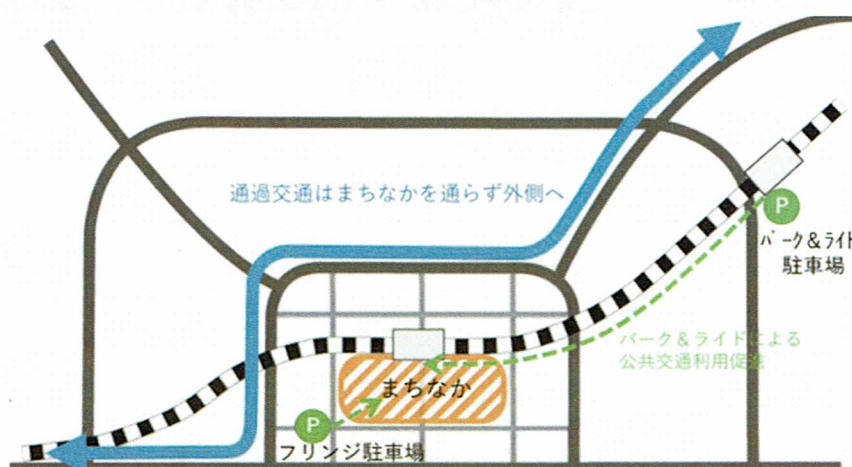 通過交通はまちなかを通らず外側へ
P
パーク&ライド
駐車場
パーク&ライドによる
公共交通利用促進
まちなか
P
フリンジ駐車場